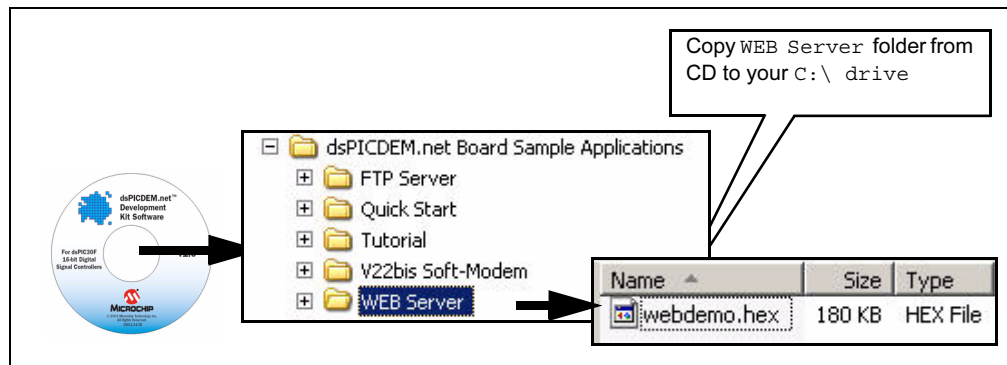 Copy WEB Server folder from
CD to your C:\ drive
dsPICDEM.net Board Sample Applications
FTP Server
Quick Start
Tutorial
V22bis Soft-Modem
WEB Server
dsPICDEM.net™
Development
Kit Software
For dsPIC30F
16-bit Digital
Signal Controllers
MICROCHIP
Name Size Type
webdemo.hex 180 KB HEX File